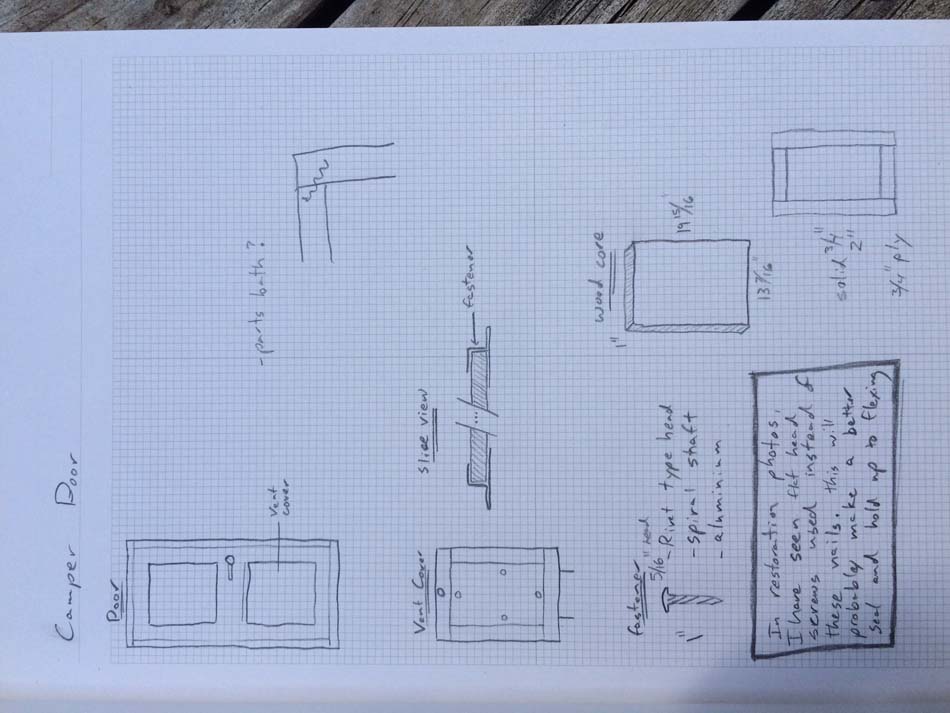 Camper Door
Door
Vent
cover
- parts bath?
Vent Cover
Slice view
fastener
fastener
5/16" head
1"
- Rivet type head
- spiral shaft
- aluminium
wood core
1"
19 15/16
13 7/16"
solid 3/4"
2"
3/4" ply
In restoration photos,
I have seen flat head
screws used instead of
these nails. this will
probabley make a better
seal and hold up to flexing